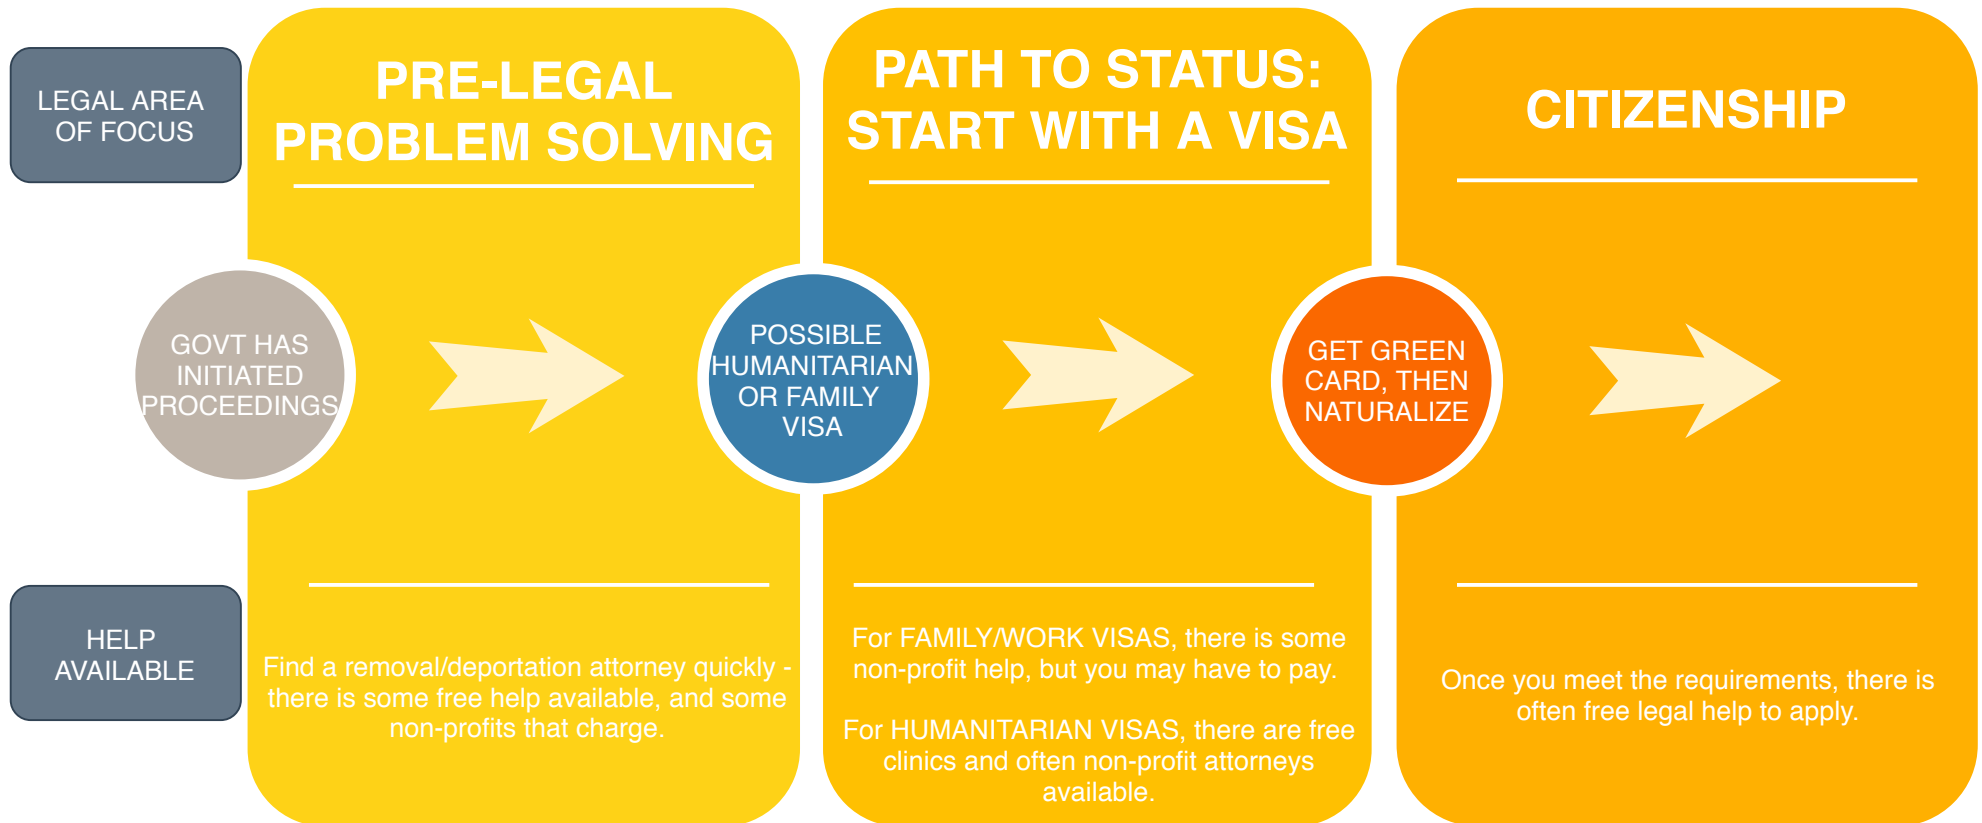 LEGAL AREA
OF FOCUS
PRE-LEGAL
PROBLEM SOLVING
PATH TO STATUS:
START WITH A VISA
CITIZENSHIP
GOVT HAS
INITIATED
PROCEEDINGS
POSSIBLE
HUMANITARIAN
OR FAMILY
VISA
GET GREEN
CARD, THEN
NATURALIZE
HELP
AVAILABLE
Find a removal/deportation attorney quickly -
there is some free help available, and some
non-profits that charge.
For FAMILY/WORK VISAS, there is some
non-profit help, but you may have to pay.
For HUMANITARIAN VISAS, there are free
clinics and often non-profit attorneys
available.
Once you meet the requirements, there is
often free legal help to apply.